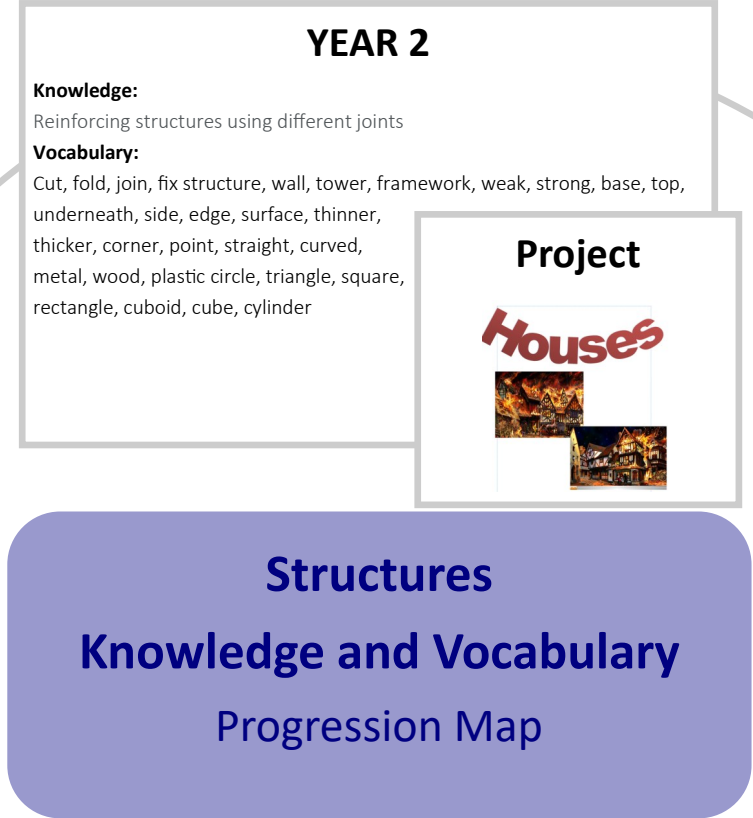 YEAR 2
Knowledge:
Reinforcing structures using different joints
Vocabulary:
Cut, fold, join, fix structure, wall, tower, framework, weak, strong, base, top,
underneath, side, edge, surface, thinner,
thicker, corner, point, straight, curved,
metal, wood, plastic circle, triangle, square,
rectangle, cuboid, cube, cylinder
Project
Houses
Structures
Knowledge and Vocabulary
Progression Map